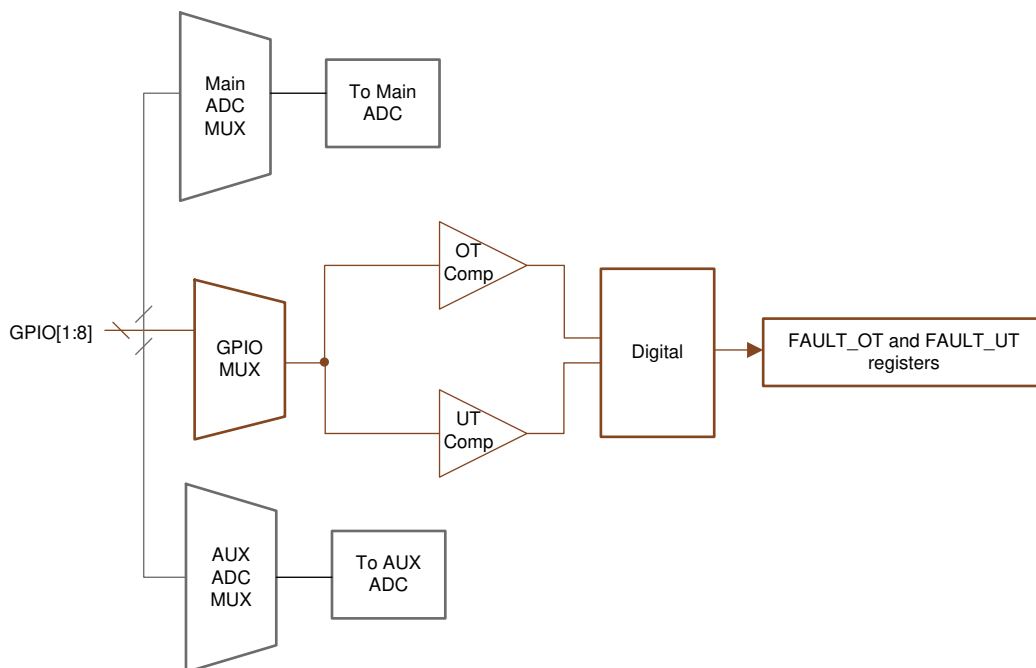 Main
ADC
MUX
To Main
ADC
OT
Comp
GPIO[1:8]
GPIO
MUX
Digital
FAULT_OT and FAULT_UT
registers
UT
Comp
AUX
ADC
MUX
To AUX
ADC